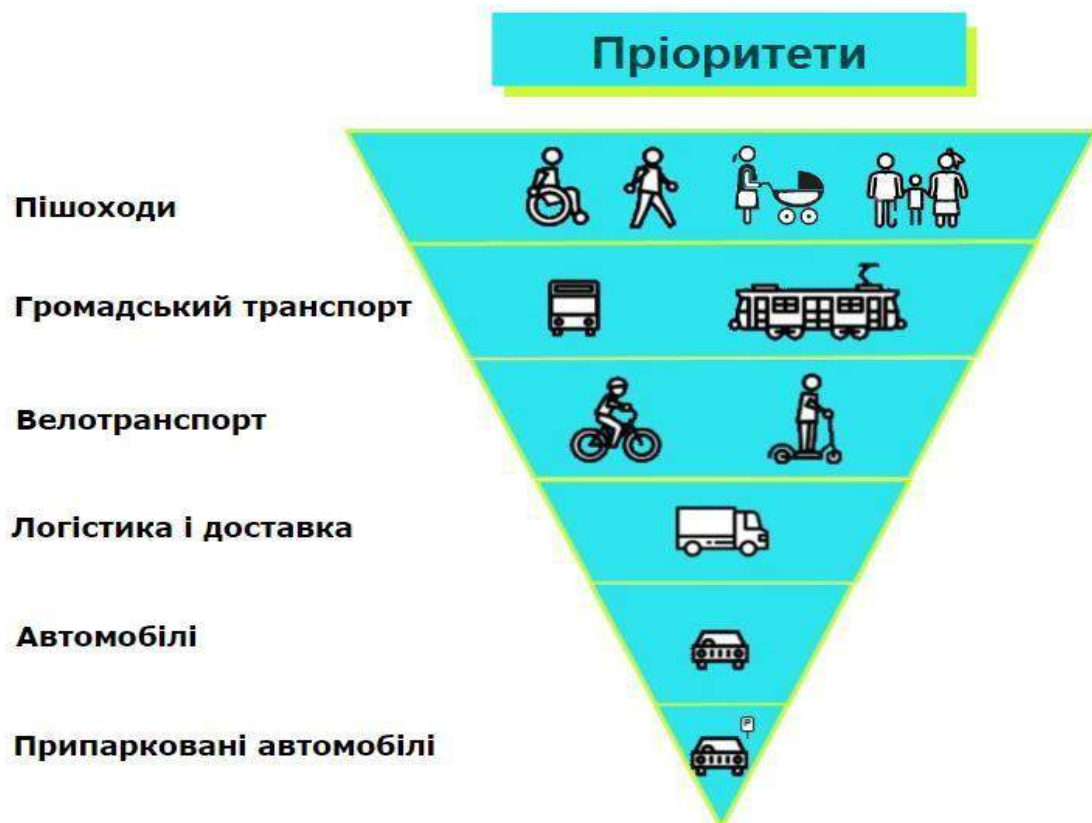 Пріоритети
Пішоходи
Громадський транспорт
Велотранспорт
Логістика і доставка
Автомобілі
P
Припарковані автомобілі